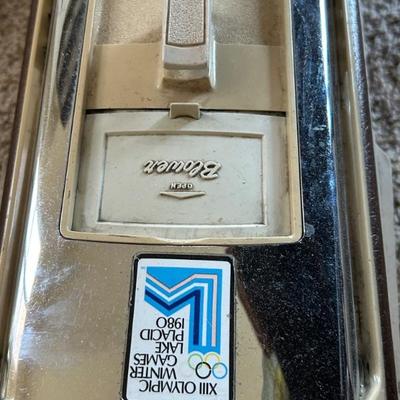 Blower
OPEN
XIII OLYMPIC
WINTER
GAMES
LAKE
PLACID
1980